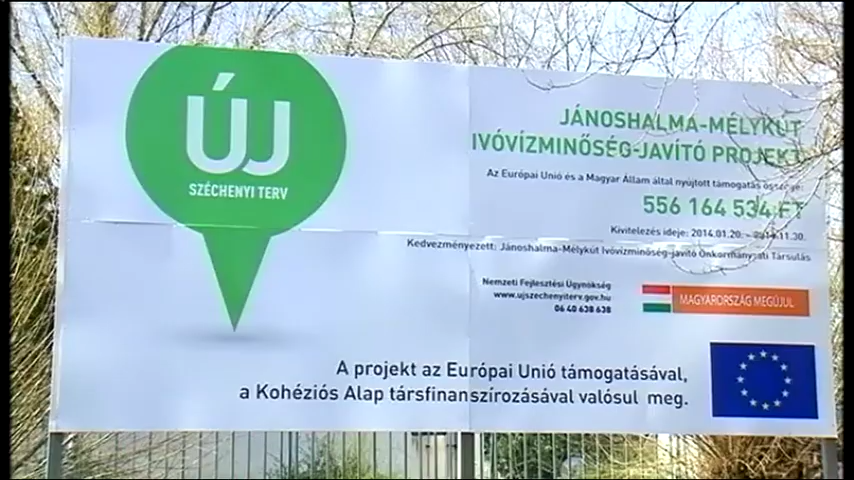 ÚJ
SZÉCHENYI TERV
JÁNOSHALMA-MÉLYKÚT
IVÓVÍZMINŐSÉG-JAVÍTÓ PROJEKT
Az Európai Unió és a Magyar Állam által nyújtott támogatás összege:
556 164 534 FT
Kivitelezés ideje: 2014.01.20. - 2014.11.30.
Kedvezményezett: Jánoshalma-Mélykút Ivóvízminőség-javító Önkormányzati Társulás
Nemzeti Fejlesztési Ügynökség
www.ujszechenyiterv.gov.hu
06 40 638 638
MAGYARORSZÁG MEGÚJUL
A projekt az Európai Unió támogatásával,
a Kohéziós Alap társfinanszírozásával valósul meg.